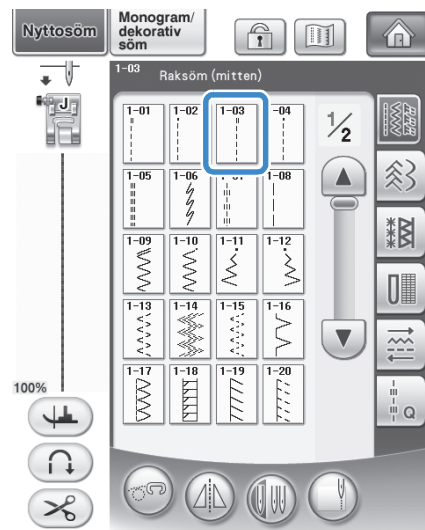 Nyttosöm
Monogram/
dekorativ
söm
1-03
Raksöm (mitten)
J
1-01 1-02 1-03 -04
1/2
1-05 1-06 1-08
1-09 1-10 1-11 1-12
1-13 1-14 1-15 1-16
1-17 1-18 1-19 1-20
100%
Q